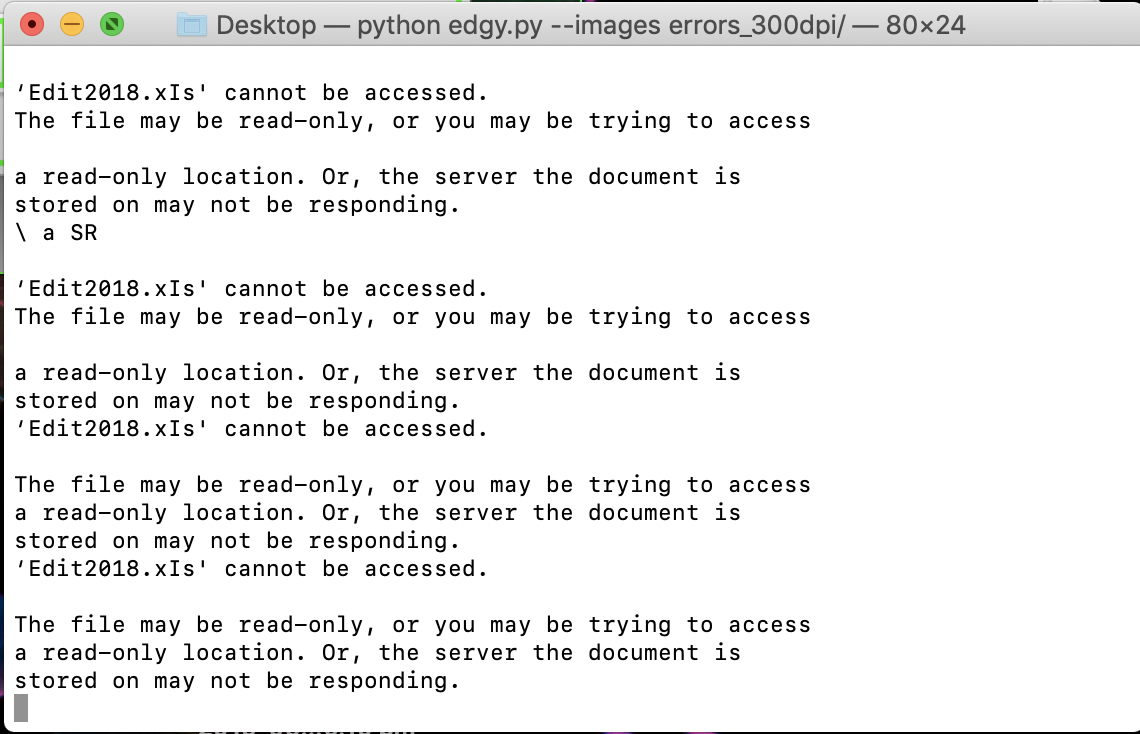 Desktop — python edgy.py --images errors_300dpi/ — 80×24
‘Edit2018.xIs' cannot be accessed.
The file may be read-only, or you may be trying to access
a read-only location. Or, the server the document is
stored on may not be responding.
\ a SR
‘Edit2018.xIs' cannot be accessed.
The file may be read-only, or you may be trying to access
a read-only location. Or, the server the document is
stored on may not be responding.
‘Edit2018.xIs' cannot be accessed.
The file may be read-only, or you may be trying to access
a read-only location. Or, the server the document is
stored on may not be responding.
‘Edit2018.xIs' cannot be accessed.
The file may be read-only, or you may be trying to access
a read-only location. Or, the server the document is
stored on may not be responding.